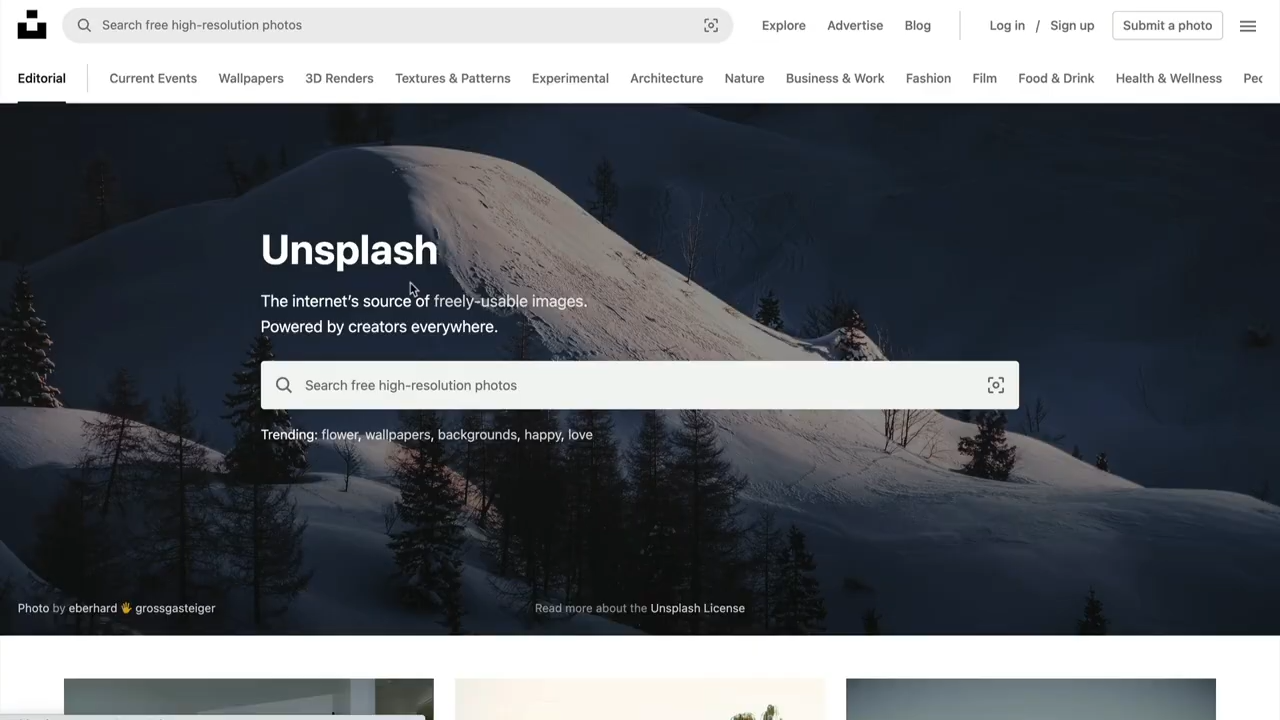 Search free high-resolution photos
Explore
Advertise
Blog
Log in / Sign up
Submit a photo
Editorial
Current Events
Wallpapers
3D Renders
Textures & Patterns
Experimental
Architecture
Nature
Business & Work
Fashion
Film
Food & Drink
Health & Wellness
Unsplash
The internet's source of freely-usable images.
Powered by creators everywhere.
Search free high-resolution photos
Trending: flower, wallpapers, backgrounds, happy, love
Photo by eberhard 🖐 grossgasteiger
Read more about the Unsplash License